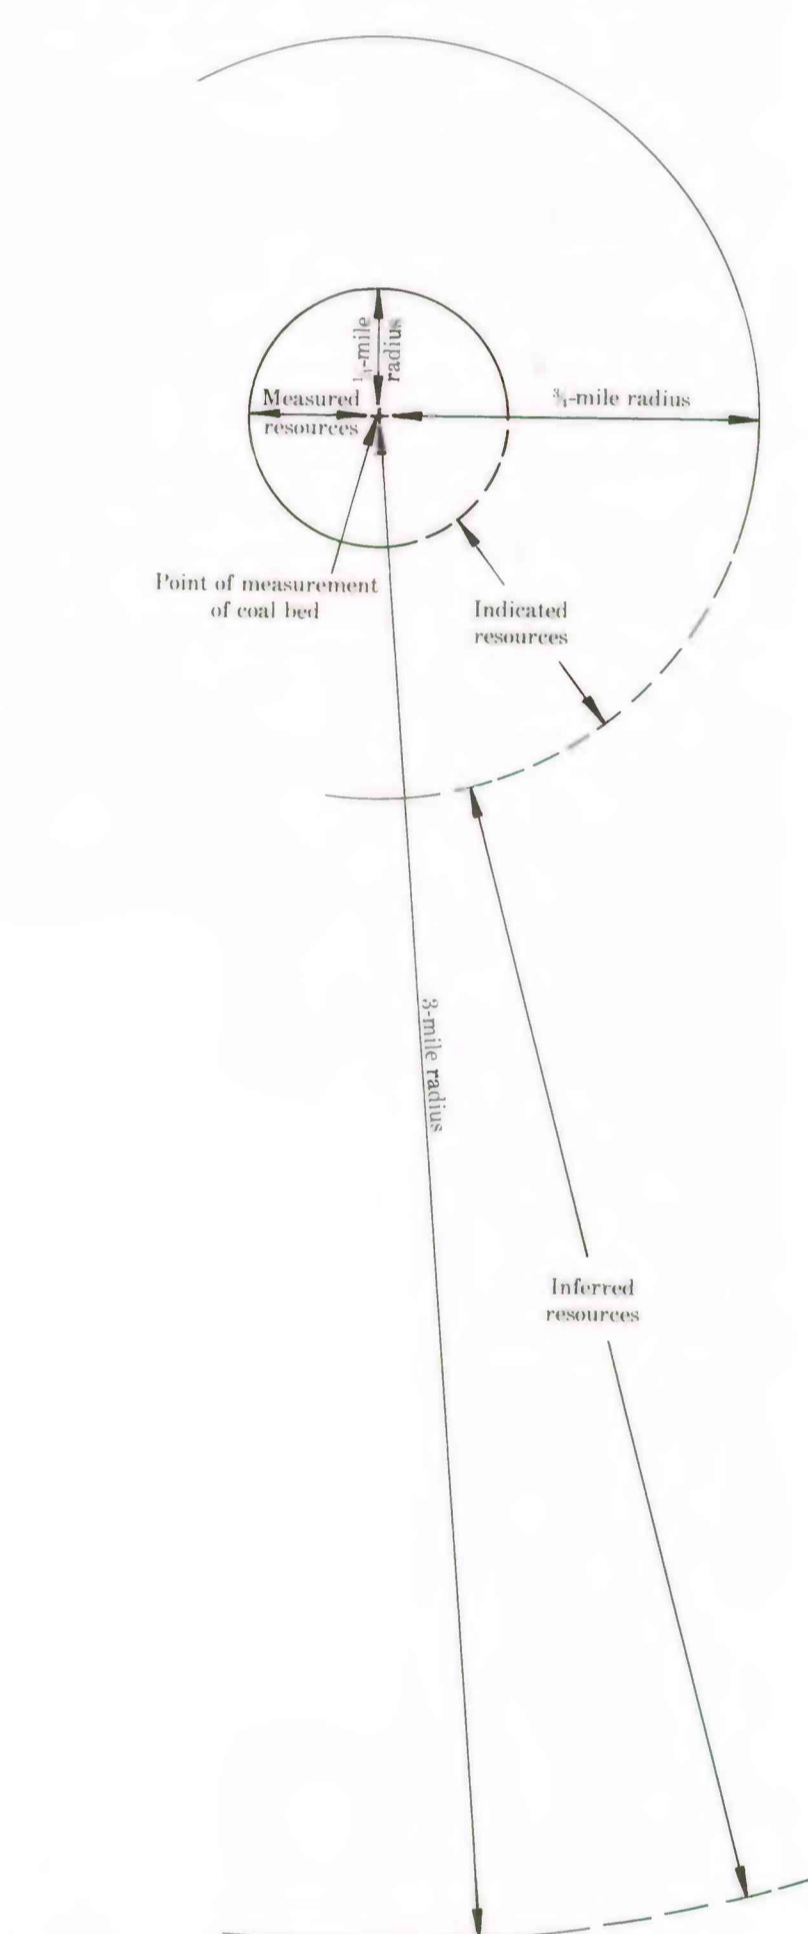 ¼-mile
radius
Measured
resources
¾-mile radius
Point of measurement
of coal bed
Indicated
resources
3-mile radius
Inferred
resources